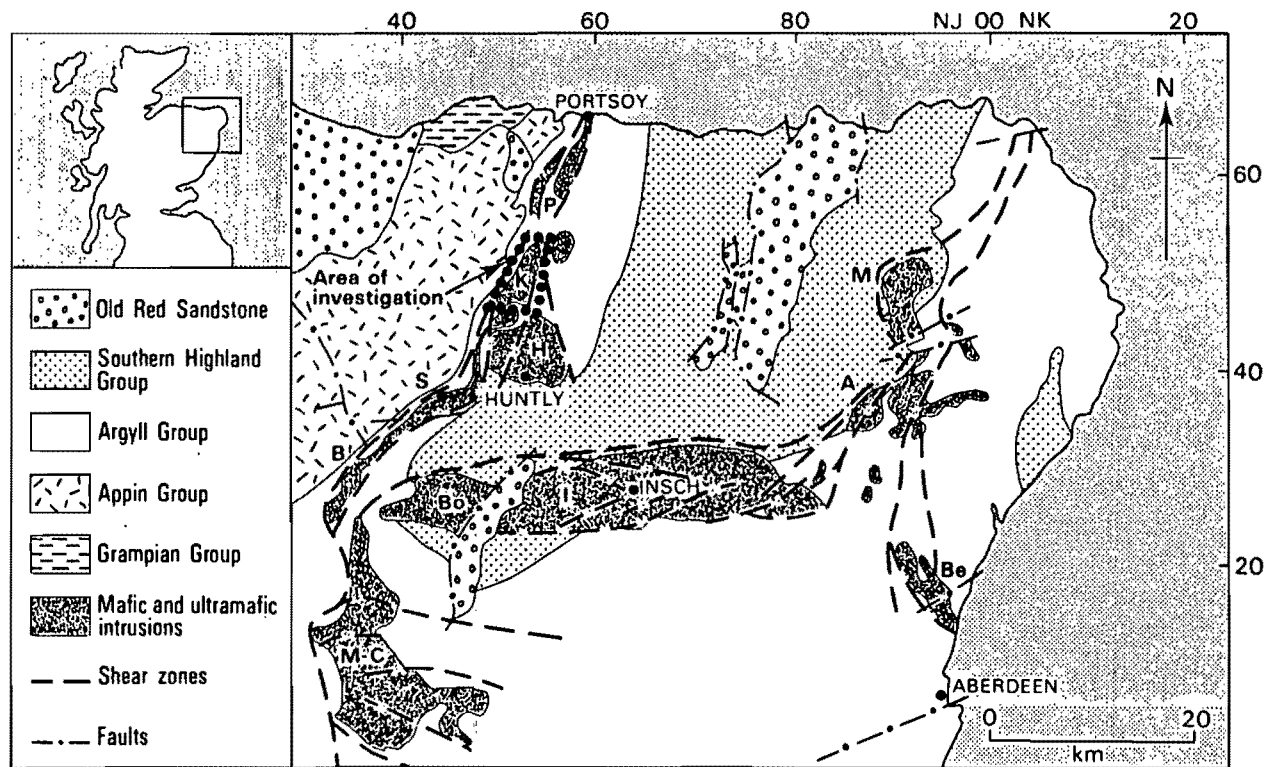 40
60
80
NJ 00 NK
20
PORTSOY
N
60
P
Area of
investigation
K
M
H
40
S
A
HUNTLY
Bl
INSCH
I
Bo
20
Be
M-C
ABERDEEN
0
20
km
Old Red Sandstone
Southern Highland
Group
Argyll Group
Appin Group
Grampian Group
Mafic and ultramafic
intrusions
Shear zones
Faults